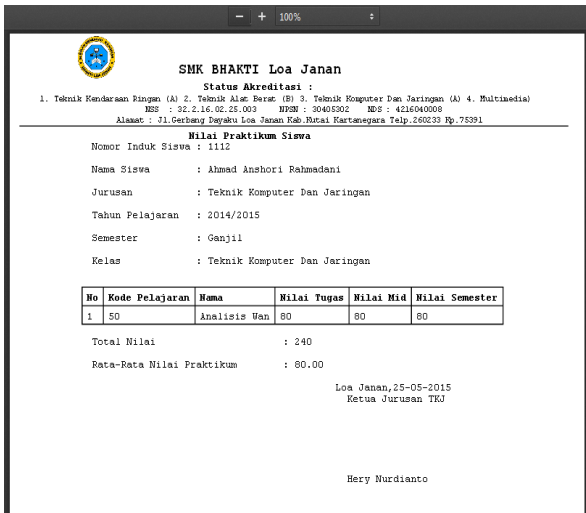 − + 100%
SMK BHAKTI Loa Janan
Status Akreditasi :
1. Teknik Kendaraan Ringan (A) 2. Teknik Alat Berat (B) 3. Teknik Komputer Dan Jaringan (A) 4. Multimedia)
NSS : 32.2.16.02.25.003 NPSN : 30405302 NDS : 4216040008
Alamat : Jl.Gerbang Dayaku Loa Janan Kab.Kutai Kartanegara Telp.260233 Kp.75391
Nilai Praktikum Siswa
Nomor Induk Siswa : 1112
Nama Siswa : Ahmad Anshori Rahmadani
Jurusan : Teknik Komputer Dan Jaringan
Tahun Pelajaran : 2014/2015
Semester : Ganjil
Kelas : Teknik Komputer Dan Jaringan
No Kode Pelajaran Nama Nilai Tugas Nilai Mid Nilai Semester
1 50 Analisis Wan 80 80 80
Total Nilai : 240
Rata-Rata Nilai Praktikum : 80.00
Loa Janan,25-05-2015
Ketua Jurusan TKJ
Hery Nurdianto